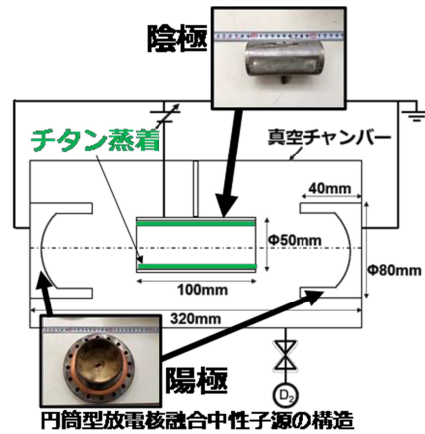 陰極
チタン蒸着
真空チャンバー
40mm
Φ50mm
Φ80mm
100mm
320mm
陽極
D₂
円筒型放電核融合中性子源の構造